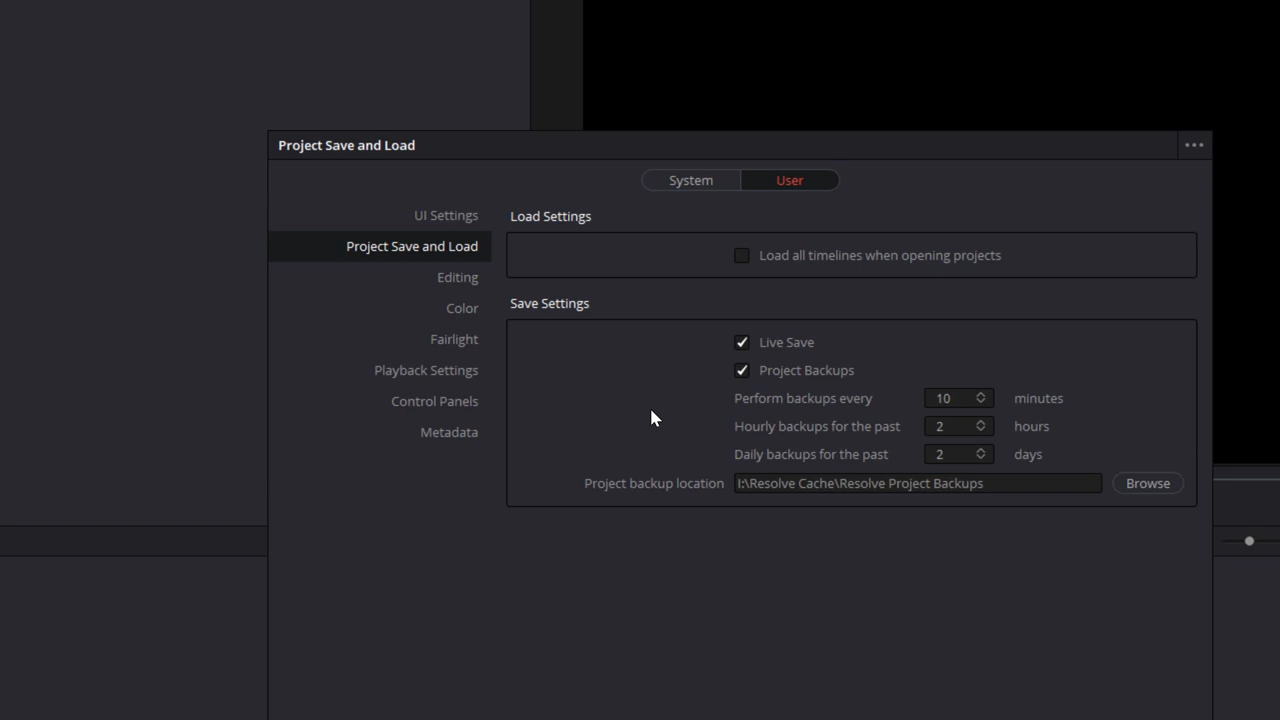 Project Save and Load
System
User
UI Settings
Project Save and Load
Editing
Color
Fairlight
Playback Settings
Control Panels
Metadata
Load Settings
Load all timelines when opening projects
Save Settings
Live Save
Project Backups
Perform backups every 10 minutes
Hourly backups for the past 2 hours
Daily backups for the past 2 days
Project backup location I:\Resolve Cache\Resolve Project Backups Browse